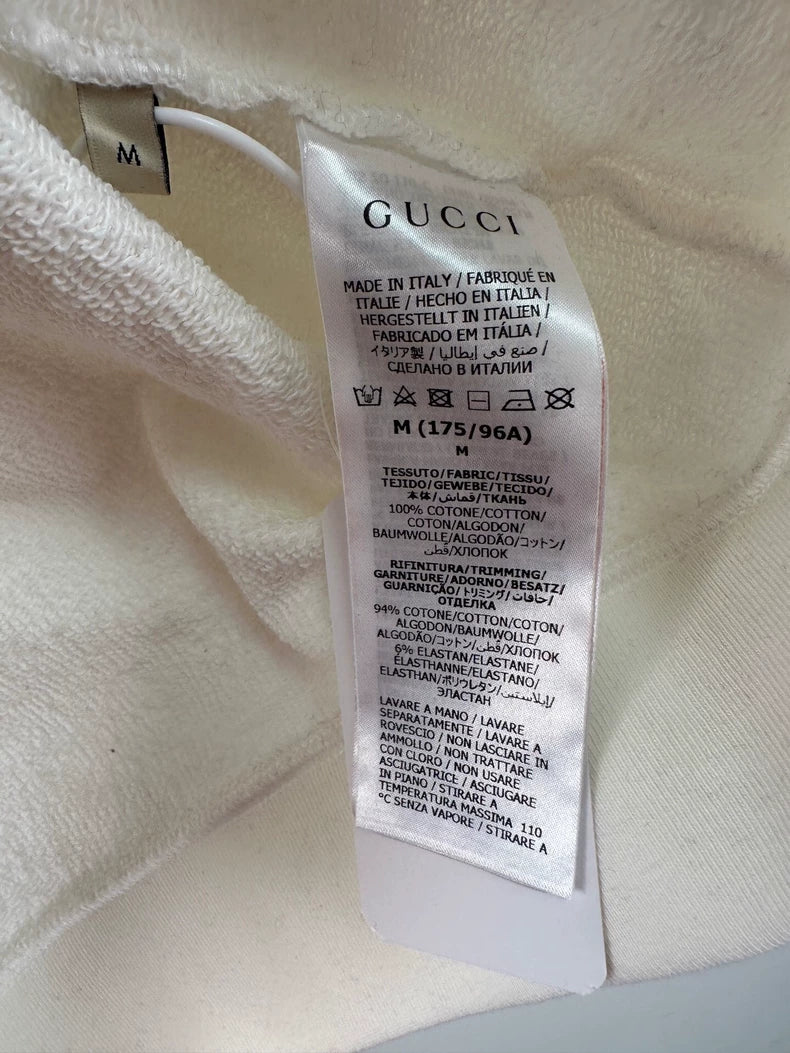 M
GUCCI
MADE IN ITALY / FABRIQUÉ EN
ITALIE / HECHO EN ITALIA /
HERGESTELLT IN ITALIEN /
FABRICADO EM ITÁLIA /
イタリア製 / صنع في إيطاليا /
СДЕЛАНО В ИТАЛИИ
M (175/96A)
M
TESSUTO/FABRIC/TISSU/
TEJIDO/GEWEBE/TECIDO/
本体/قماش/ТКАНЬ
100% COTONE/COTTON/
COTON/ALGODON/
BAUMWOLLE/ALGODÃO/コットン/
قطن/ХЛОПОК
RIFINITURA/TRIMMING/
GARNITURE/ADORNO/BESATZ/
GUARNIÇÃO/トリミング/حافات/
ОТДЕЛКА
94% COTONE/COTTON/COTON/
ALGODON/BAUMWOLLE/
ALGODÃO/コットン/قطن/ХЛОПОК
6% ELASTAN/ELASTANE/
ÉLASTHANNE/ELASTANO/
ELASTHAN/ポリウレタン/إيلاستين/
ЭЛАСТАН
LAVARE A MANO / LAVARE
SEPARATAMENTE / LAVARE A
ROVESCIO / NON LASCIARE IN
AMMOLLO / NON TRATTARE
CON CLORO / NON USARE
ASCIUGATRICE / ASCIUGARE
IN PIANO / STIRARE A
TEMPERATURA MASSIMA 110
°C SENZA VAPORE / STIRARE A